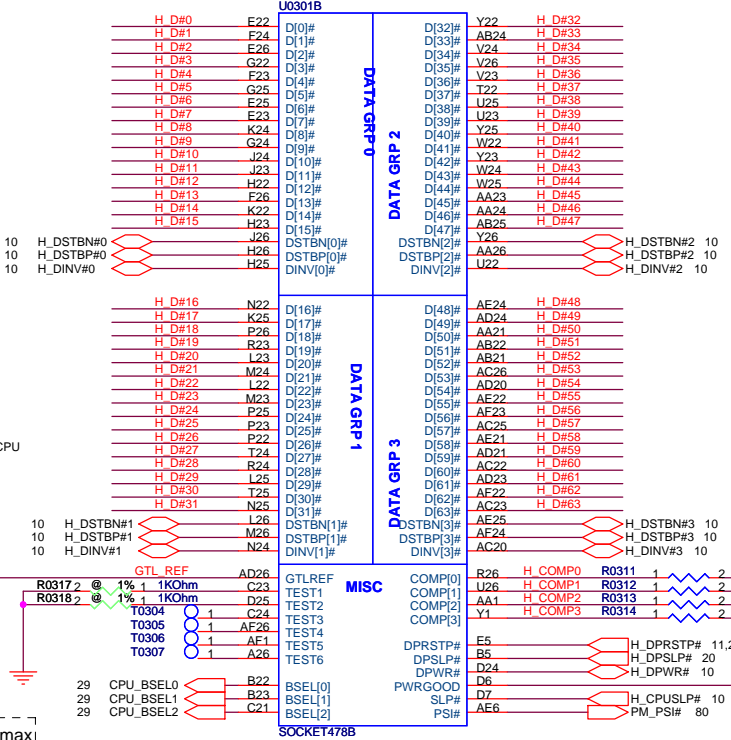 U0301B
H_D#0 E22 D[0]# D[32]# Y22 H_D#32
H_D#1 F24 D[1]# D[33]# AB24 H_D#33
H_D#2 E26 D[2]# D[34]# V24 H_D#34
H_D#3 G22 D[3]# D[35]# V26 H_D#35
H_D#4 F23 D[4]# D[36]# V23 H_D#36
H_D#5 G25 D[5]# D[37]# T22 H_D#37
H_D#6 E25 D[6]# D[38]# U25 H_D#38
H_D#7 E23 D[7]# D[39]# U23 H_D#39
H_D#8 K24 D[8]# D[40]# Y25 H_D#40
H_D#9 G24 D[9]# D[41]# W22 H_D#41
H_D#10 J24 D[10]# D[42]# Y23 H_D#42
H_D#11 J23 D[11]# D[43]# W24 H_D#43
H_D#12 H22 D[12]# D[44]# W25 H_D#44
H_D#13 F26 D[13]# D[45]# AA23 H_D#45
H_D#14 K22 D[14]# D[46]# AA24 H_D#46
H_D#15 H23 D[15]# D[47]# AB25 H_D#47
10 H_DSTBN#0 J26 DSTBN[0]# DSTBN[2]# Y26 H_DSTBN#2 10
10 H_DSTBP#0 H26 DSTBP[0]# DSTBP[2]# AA26 H_DSTBP#2 10
10 H_DINV#0 H25 DINV[0]# DINV[2]# U22 H_DINV#2 10
DATA GRP 0
DATA GRP 2
H_D#16 N22 D[16]# D[48]# AE24 H_D#48
H_D#17 K25 D[17]# D[49]# AD24 H_D#49
H_D#18 P26 D[18]# D[50]# AA21 H_D#50
H_D#19 R23 D[19]# D[51]# AB22 H_D#51
H_D#20 L23 D[20]# D[52]# AB21 H_D#52
H_D#21 M24 D[21]# D[53]# AC26 H_D#53
H_D#22 L22 D[22]# D[54]# AD20 H_D#54
H_D#23 M23 D[23]# D[55]# AE22 H_D#55
H_D#24 P25 D[24]# D[56]# AF23 H_D#56
H_D#25 P23 D[25]# D[57]# AC25 H_D#57
H_D#26 P22 D[26]# D[58]# AE21 H_D#58
H_D#27 T24 D[27]# D[59]# AD21 H_D#59
H_D#28 R24 D[28]# D[60]# AC22 H_D#60
H_D#29 L25 D[29]# D[61]# AD23 H_D#61
H_D#30 T25 D[30]# D[62]# AF22 H_D#62
H_D#31 N25 D[31]# D[63]# AC23 H_D#63
10 H_DSTBN#1 L26 DSTBN[1]# DSTBN[3]# AE25 H_DSTBN#3 10
10 H_DSTBP#1 M26 DSTBP[1]# DSTBP[3]# AF24 H_DSTBP#3 10
10 H_DINV#1 N24 DINV[1]# DINV[3]# AC20 H_DINV#3 10
DATA GRP 1
DATA GRP 3
CPU
MISC
GTL_REF AD26 GTLREF COMP[0] R26 H_COMP0 R0311 1 2
R0317 2 @ 1% 1 1KOhm C23 TEST1 COMP[1] U26 H_COMP1 R0312 1 2
R0318 2 @ 1% 1 1KOhm D25 TEST2 COMP[2] AA1 H_COMP2 R0313 1 2
T0304 1 C24 TEST3 COMP[3] Y1 H_COMP3 R0314 1 2
T0305 1 AF26 TEST4
T0306 1 AF1 TEST5 DPRSTP# E5 H_DPRSTP# 11,2
T0307 1 A26 TEST6 DPSLP# B5 H_DPSLP# 20
DPWR# D24 H_DPWR# 10
29 CPU_BSEL0 B22 BSEL[0] PWRGOOD D6
29 CPU_BSEL1 B23 BSEL[1] SLP# D7 H_CPUSLP# 10
29 CPU_BSEL2 C21 BSEL[2] PSI# AE6 PM_PSI# 80
SOCKET478B
max